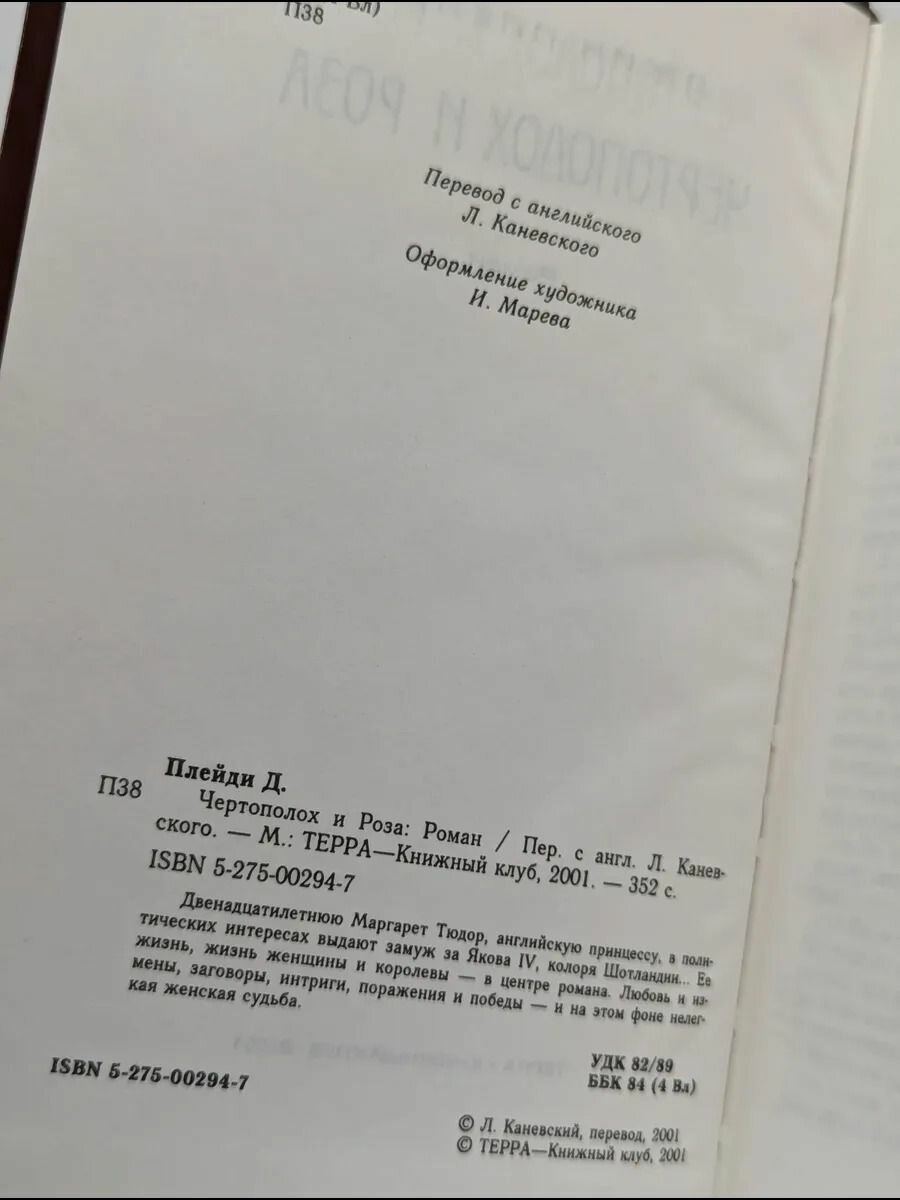 Вл)
П38
Перевод с английского
Л. Каневского
Оформление художника
И. Марева
Плейди Д.
П38 Чертополох и Роза: Роман / Пер. с англ. Л. Канев-
ского. — М.: ТЕРРА—Книжный клуб, 2001. — 352 с.
ISBN 5-275-00294-7
Двенадцатилетнюю Маргарет Тюдор, английскую принцессу, в поли-
тических интересах выдают замуж за Якова IV, колоря Шотландии... Ее
жизнь, жизнь женщины и королевы — в центре романа. Любовь и из-
мены, заговоры, интриги, поражения и победы — и на этом фоне нелег-
кая женская судьба.
УДК 82/89
ББК 84 (4 Вл)
ISBN 5-275-00294-7
© Л. Каневский, перевод, 2001
© ТЕРРА—Книжный клуб, 2001
ЧЕРТОПОЛОХ И РОЗА